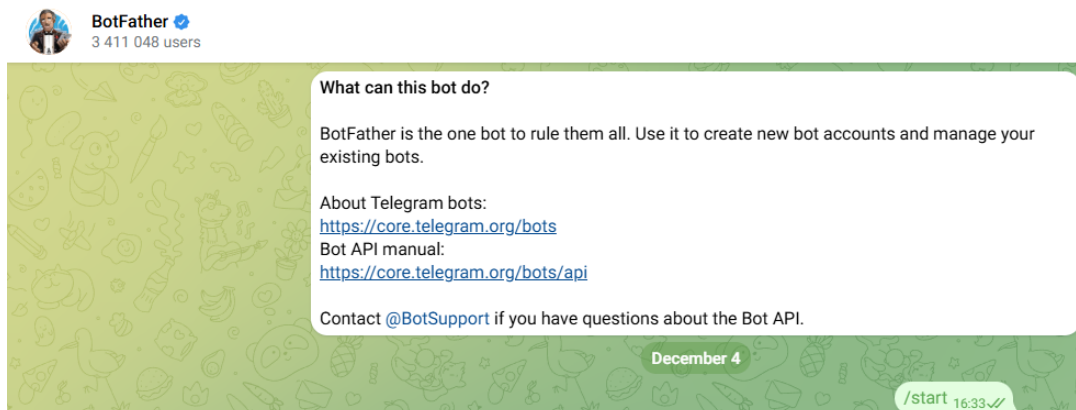 BotFather
3 411 048 users
What can this bot do?
BotFather is the one bot to rule them all. Use it to create new bot accounts and manage your
existing bots.
About Telegram bots:
https://core.telegram.org/bots
Bot API manual:
https://core.telegram.org/bots/api
Contact @BotSupport if you have questions about the Bot API.
December 4
/start 16:33